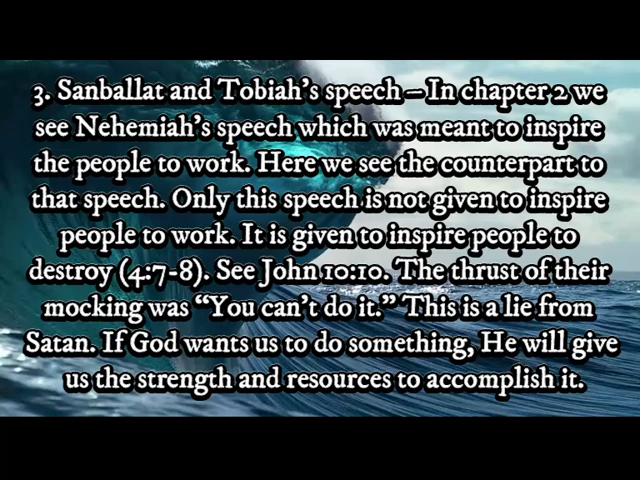 3. Sanballat and Tobiah's speech – In chapter 2 we
see Nehemiah's speech which was meant to inspire
the people to work. Here we see the counterpart to
that speech. Only this speech is not given to inspire
people to work. It is given to inspire people to
destroy (4:7-8). See John 10:10. The thrust of their
mocking was “You can't do it.” This is a lie from
Satan. If God wants us to do something, He will give
us the strength and resources to accomplish it.